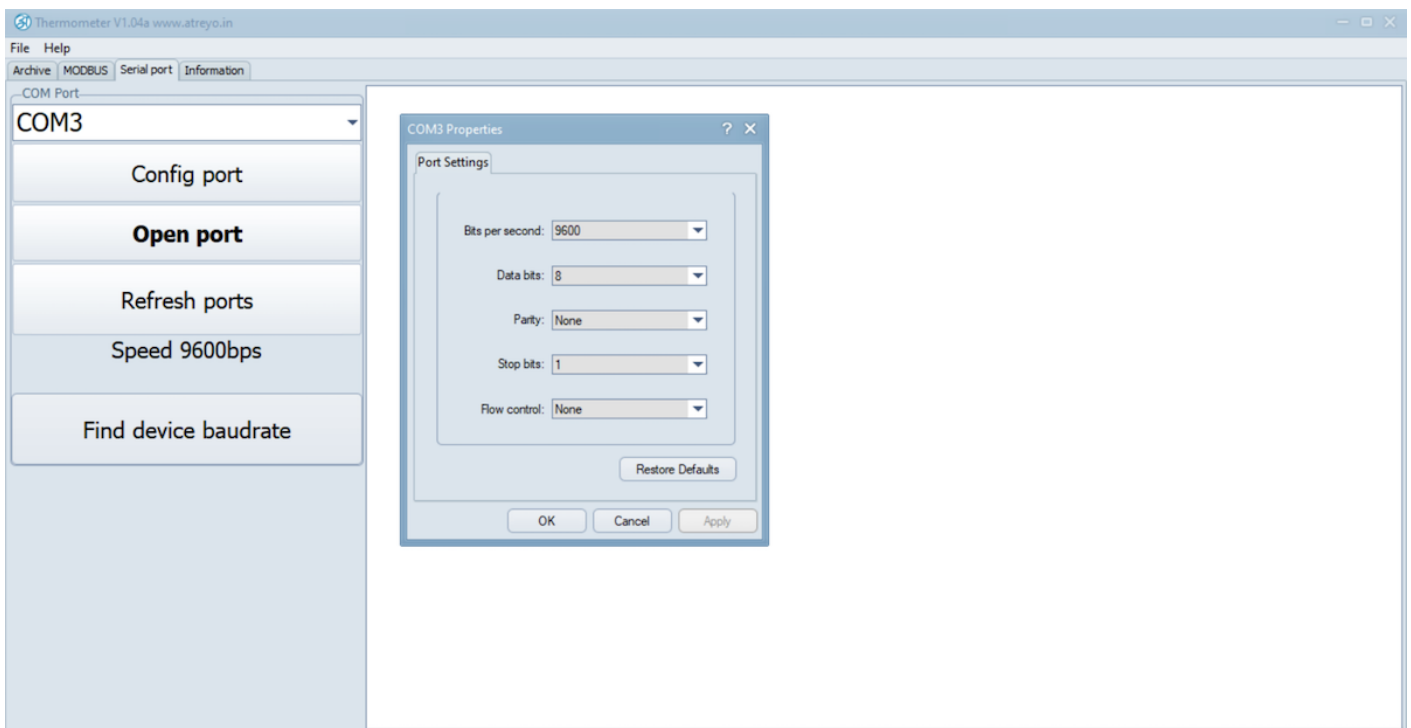 Thermometer V1.04a www.atreyo.in
File Help
Archive MODBUS Serial port Information
COM Port
COM3
Config port
Open port
Refresh ports
Speed 9600bps
Find device baudrate
COM3 Properties
Port Settings
Bits per second: 9600
Data bits: 8
Parity: None
Stop bits: 1
Flow control: None
Restore Defaults
OK Cancel Apply